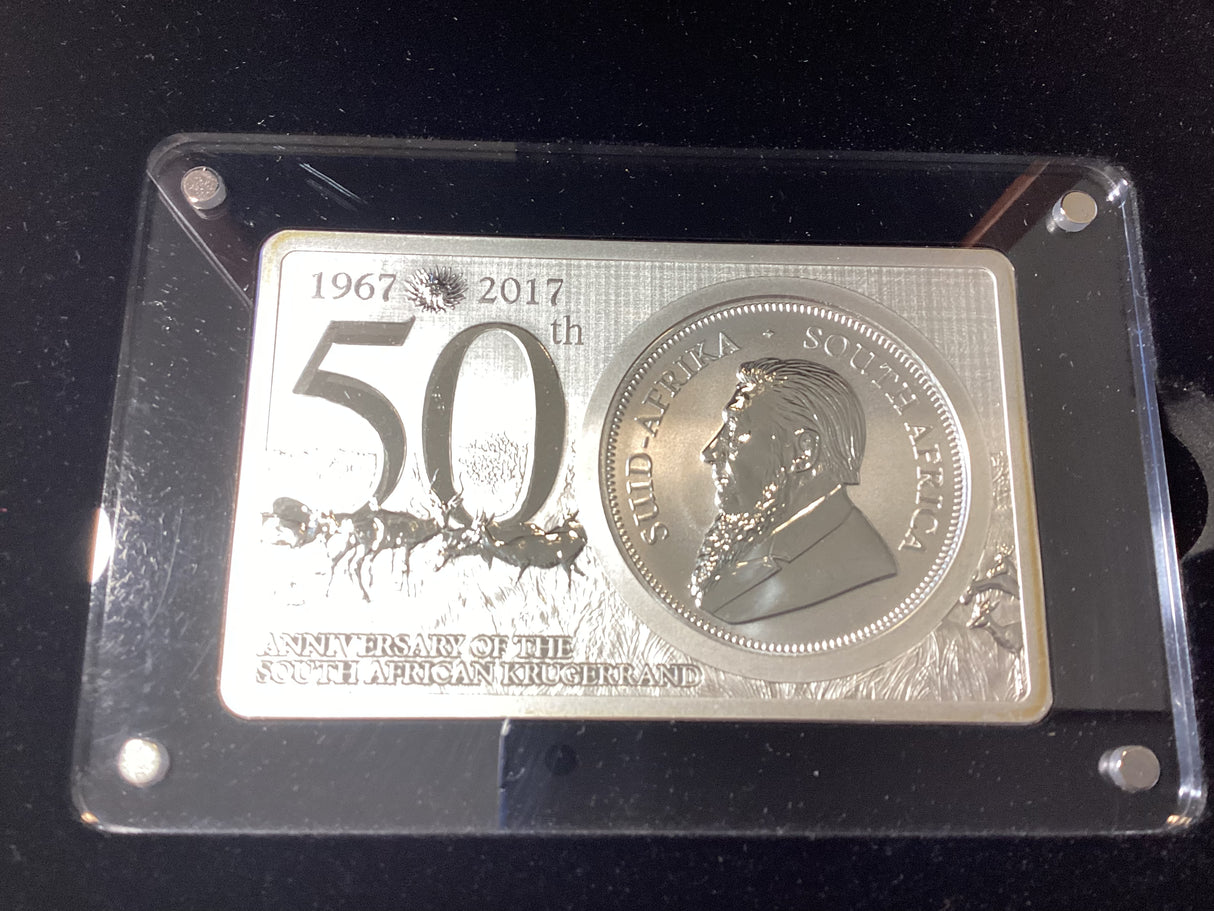 1967 2017
50th
SUID-AFRIKA · SOUTH AFRICA
ANNIVERSARY OF THE
SOUTH AFRICAN KRUGERRAND